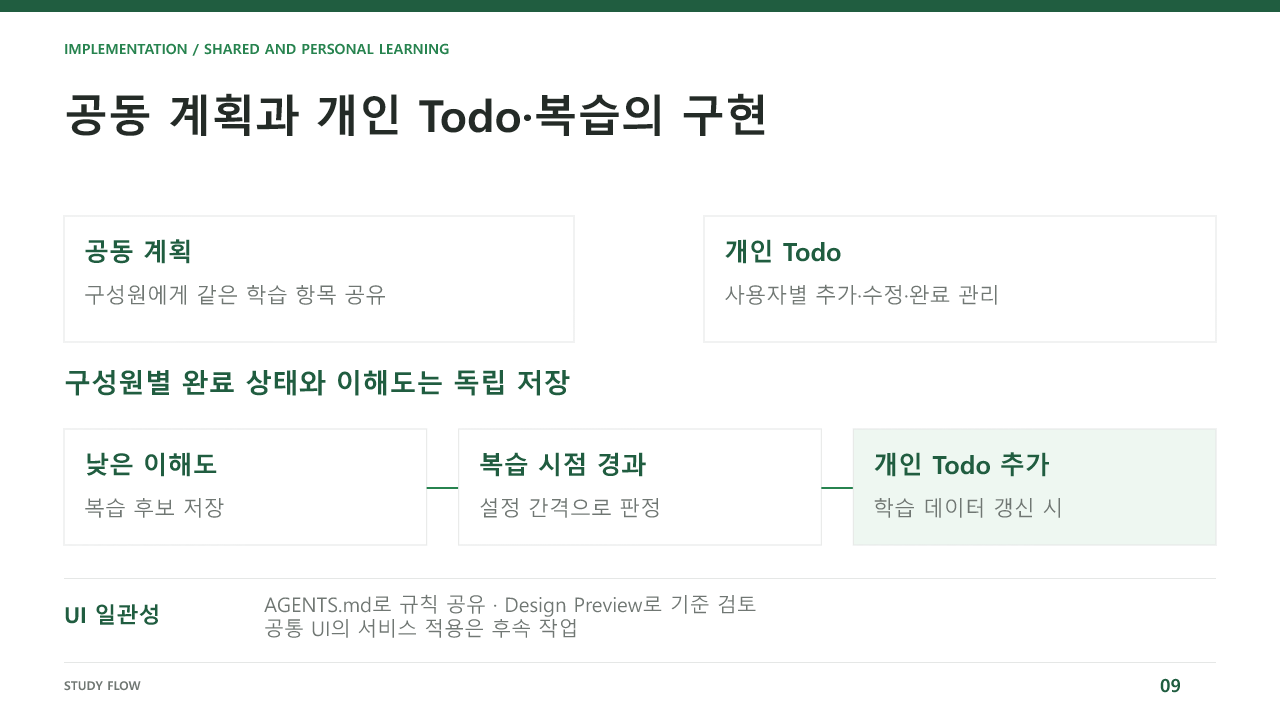 IMPLEMENTATION / SHARED AND PERSONAL LEARNING
공동 계획과 개인 Todo·복습의 구현
공동 계획
구성원에게 같은 학습 항목 공유
개인 Todo
사용자별 추가·수정·완료 관리
구성원별 완료 상태와 이해도는 독립 저장
낮은 이해도
복습 후보 저장
복습 시점 경과
설정 간격으로 판정
개인 Todo 추가
학습 데이터 갱신 시
UI 일관성
AGENTS.md로 규칙 공유 · Design Preview로 기준 검토
공통 UI의 서비스 적용은 후속 작업
STUDY FLOW
09